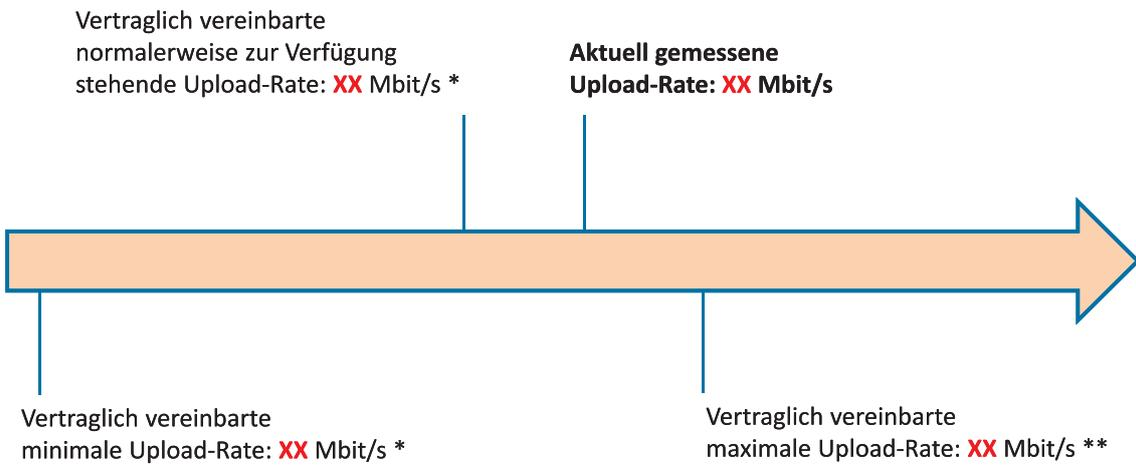 Vertraglich vereinbarte
normalerweise zur Verfügung
stehende Upload-Rate: XX Mbit/s *
Aktuell gemessene
Upload-Rate: XX Mbit/s
Vertraglich vereinbarte
minimale Upload-Rate: XX Mbit/s *
Vertraglich vereinbarte
maximale Upload-Rate: XX Mbit/s **